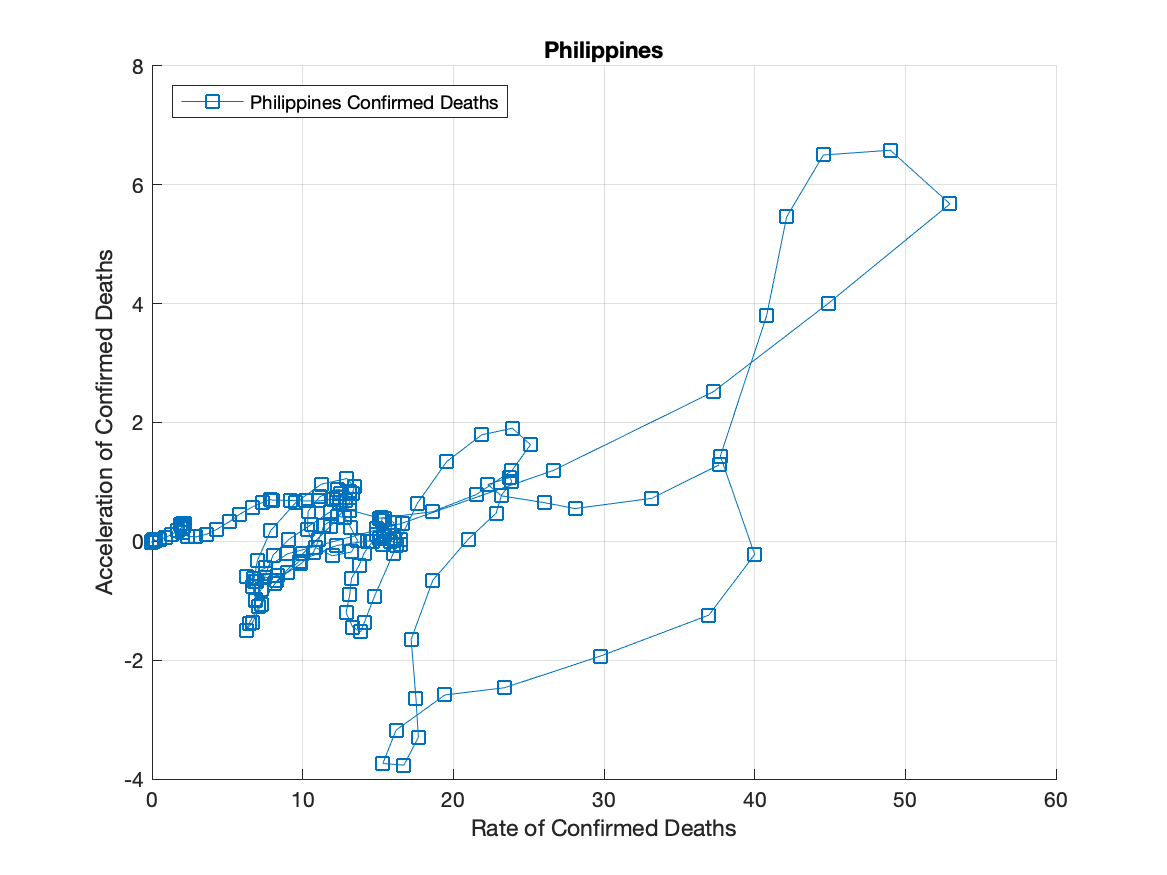 Philippines
Philippines Confirmed Deaths
8
6
4
2
0
-2
-4
Acceleration of Confirmed Deaths
0 10 20 30 40 50 60
Rate of Confirmed Deaths